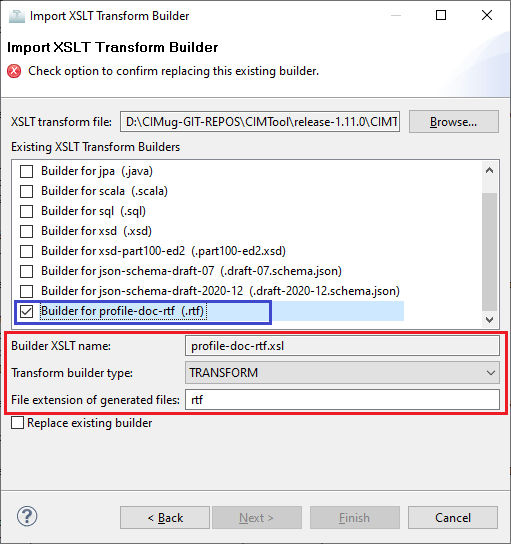 Import XSLT Transform Builder
Import XSLT Transform Builder
Check option to confirm replacing this existing builder.
XSLT transform file: D:\CIMug-GIT-REPOS\CIMTool\release-1.11.0\CIMT Browse...
Existing XSLT Transform Builders
Builder for jpa (.java)
Builder for scala (.scala)
Builder for sql (.sql)
Builder for xsd (.xsd)
Builder for xsd-part100-ed2 (.part100-ed2.xsd)
Builder for json-schema-draft-07 (.draft-07.schema.json)
Builder for json-schema-draft-2020-12 (.draft-2020-12.schema.json)
Builder for profile-doc-rtf (.rtf)
Builder XSLT name: profile-doc-rtf.xsl
Transform builder type: TRANSFORM
File extension of generated files: rtf
Replace existing builder
? < Back Next > Finish Cancel